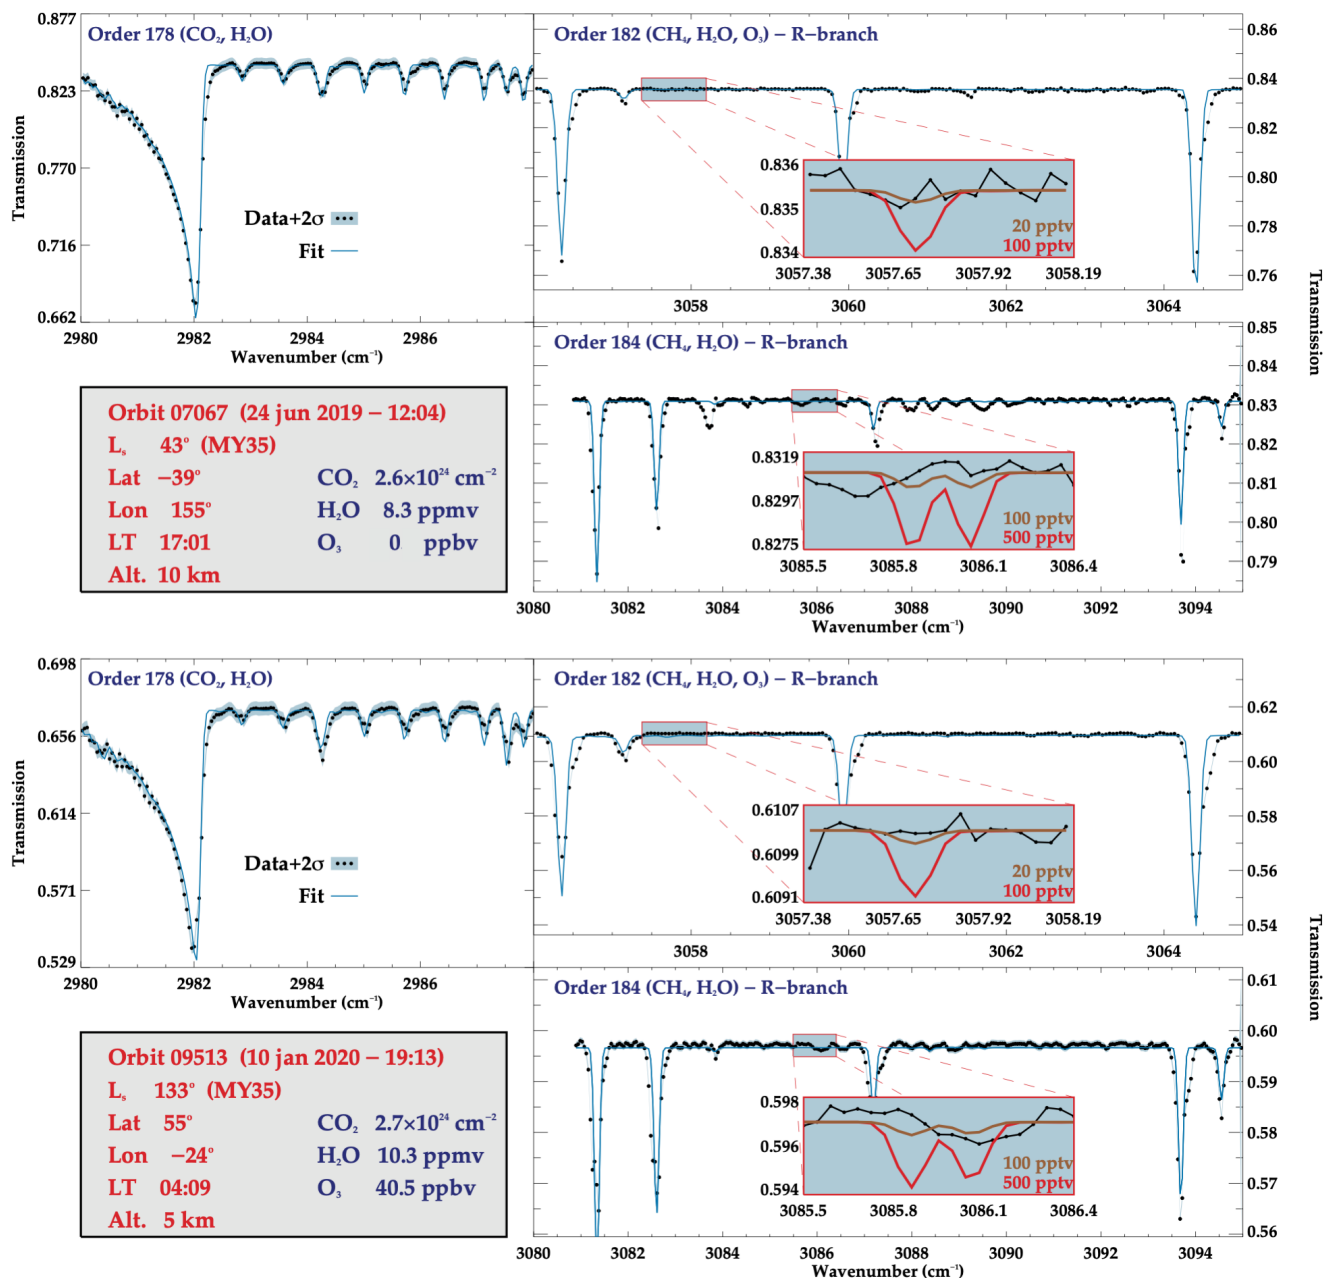 Order 178 (CO₂, H₂O)
0.877
0.823
0.770
0.716
0.662
Transmission
Data+2σ
Fit
2980 2982 2984 2986
Wavenumber (cm⁻¹)
Order 182 (CH₄, H₂O, O₃) − R−branch
0.86
0.84
0.82
0.80
0.78
0.76
Transmission
0.836
0.835
0.834
20 pptv
100 pptv
3057.38 3057.65 3057.92 3058.19
3058 3060 3062 3064
Order 184 (CH₄, H₂O) − R−branch
0.85
0.84
0.83
0.82
0.81
0.80
0.79
0.8319
0.8297
0.8275
100 pptv
500 pptv
3085.5 3085.8 3086.1 3086.4
3080 3082 3084 3086 3088 3090 3092 3094
Wavenumber (cm⁻¹)
Orbit 07067 (24 jun 2019 − 12:04)
Lₛ 43° (MY35)
Lat −39° CO₂ 2.6×10²⁴ cm⁻²
Lon 155° H₂O 8.3 ppmv
LT 17:01 O₃ 0 ppbv
Alt. 10 km
Order 178 (CO₂, H₂O)
0.698
0.656
0.614
0.571
0.529
Transmission
Data+2σ
Fit
2980 2982 2984 2986
Wavenumber (cm⁻¹)
Order 182 (CH₄, H₂O, O₃) − R−branch
0.62
0.60
0.58
0.56
0.54
Transmission
0.6107
0.6099
0.6091
20 pptv
100 pptv
3057.38 3057.65 3057.92 3058.19
3058 3060 3062 3064
Order 184 (CH₄, H₂O) − R−branch
0.61
0.60
0.59
0.58
0.57
0.56
0.598
0.596
0.594
100 pptv
500 pptv
3085.5 3085.8 3086.1 3086.4
3080 3082 3084 3086 3088 3090 3092 3094
Wavenumber (cm⁻¹)
Orbit 09513 (10 jan 2020 − 19:13)
Lₛ 133° (MY35)
Lat 55° CO₂ 2.7×10²⁴ cm⁻²
Lon −24° H₂O 10.3 ppmv
LT 04:09 O₃ 40.5 ppbv
Alt. 5 km